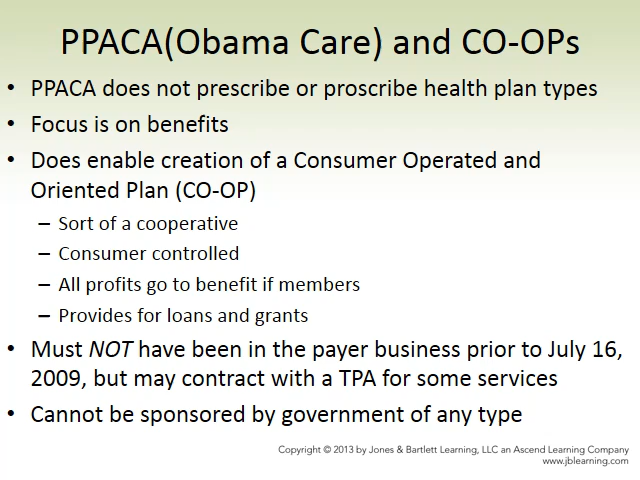 PPACA(Obama Care) and CO-OPs
• PPACA does not prescribe or proscribe health plan types
• Focus is on benefits
• Does enable creation of a Consumer Operated and
Oriented Plan (CO-OP)
– Sort of a cooperative
– Consumer controlled
– All profits go to benefit if members
– Provides for loans and grants
• Must NOT have been in the payer business prior to July 16,
2009, but may contract with a TPA for some services
• Cannot be sponsored by government of any type
Copyright © 2013 by Jones & Bartlett Learning, LLC an Ascend Learning Company
www.jblearning.com